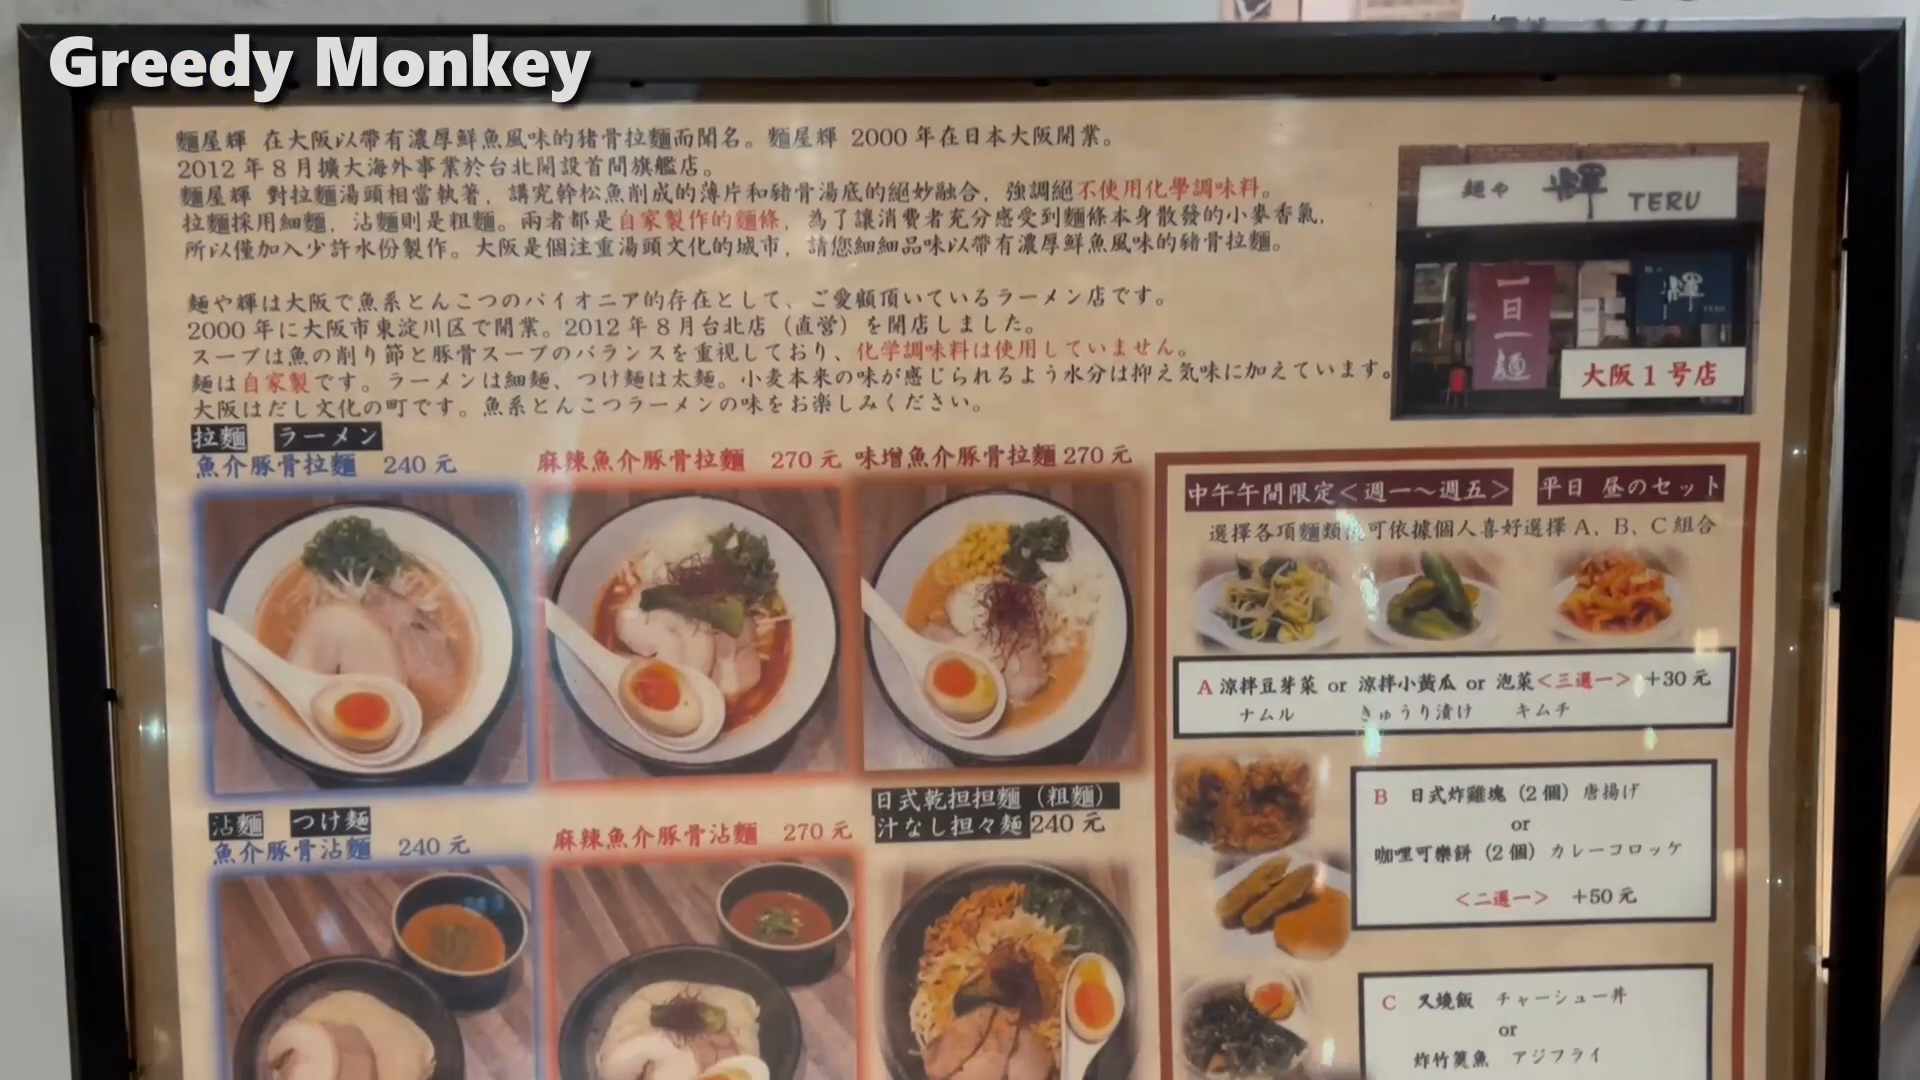 Greedy Monkey
麵屋輝 在大阪以帶有濃厚鮮魚風味的猪骨拉麵而聞名。麵屋輝 2000 年在日本大阪開業。
2012 年 8 月擴大海外事業於台北開設首間旗艦店。
麵屋輝 對拉麵湯頭相當執著，講究幹松魚削成的薄片和豬骨湯底的絕妙融合，強調絕不使用化學調味料。
拉麵採用細麵，沾麵則是粗麵。兩者都是自家製作的麵條，為了讓消費者充分感受到麵條本身散發的小麥香氣，
所以僅加入少許水份製作。大阪是個注重湯頭文化的城市，請您細細品味以帶有濃厚鮮魚風味的豬骨拉麵。
麺や輝は大阪で魚系とんこつのパイオニア的存在として、ご愛顧頂いているラーメン店です。
2000 年に大阪市東淀川区で開業。2012 年 8 月台北店（直営）を開店しました。
スープは魚の削り節と豚骨スープのバランスを重視しており、化学調味料は使用していません。
麺は自家製です。ラーメンは細麺、つけ麺は太麺。小麦本来の味が感じられるよう水分は抑え気味に加えています。
大阪はだし文化の町です。魚系とんこつラーメンの味をお楽しみください。
麺や 輝 TERU
一日一麺
輝
大阪 1 号店
拉麵 ラーメン
魚介豚骨拉麵 240 元
麻辣魚介豚骨拉麵 270 元
味增魚介豚骨拉麵 270 元
中午午間限定＜週一～週五＞ 平日 昼のセット
選擇各項麵類 可依據個人喜好選擇 A、B、C 組合
A 涼拌豆芽菜 or 涼拌小黃瓜 or 泡菜＜三選一＞ +30 元
ナムル きゅうり漬け キムチ
沾麵 つけ麺
魚介豚骨沾麵 240 元
麻辣魚介豚骨沾麵 270 元
日式乾担担麵（粗麵）
汁なし担々麺 240 元
B 日式炸雞塊（2 個）唐揚げ
or
咖哩可樂餅（2 個）カレーコロッケ
＜二選一＞ +50 元
C 叉燒飯 チャーシュー丼
or
炸竹筴魚 アジフライ